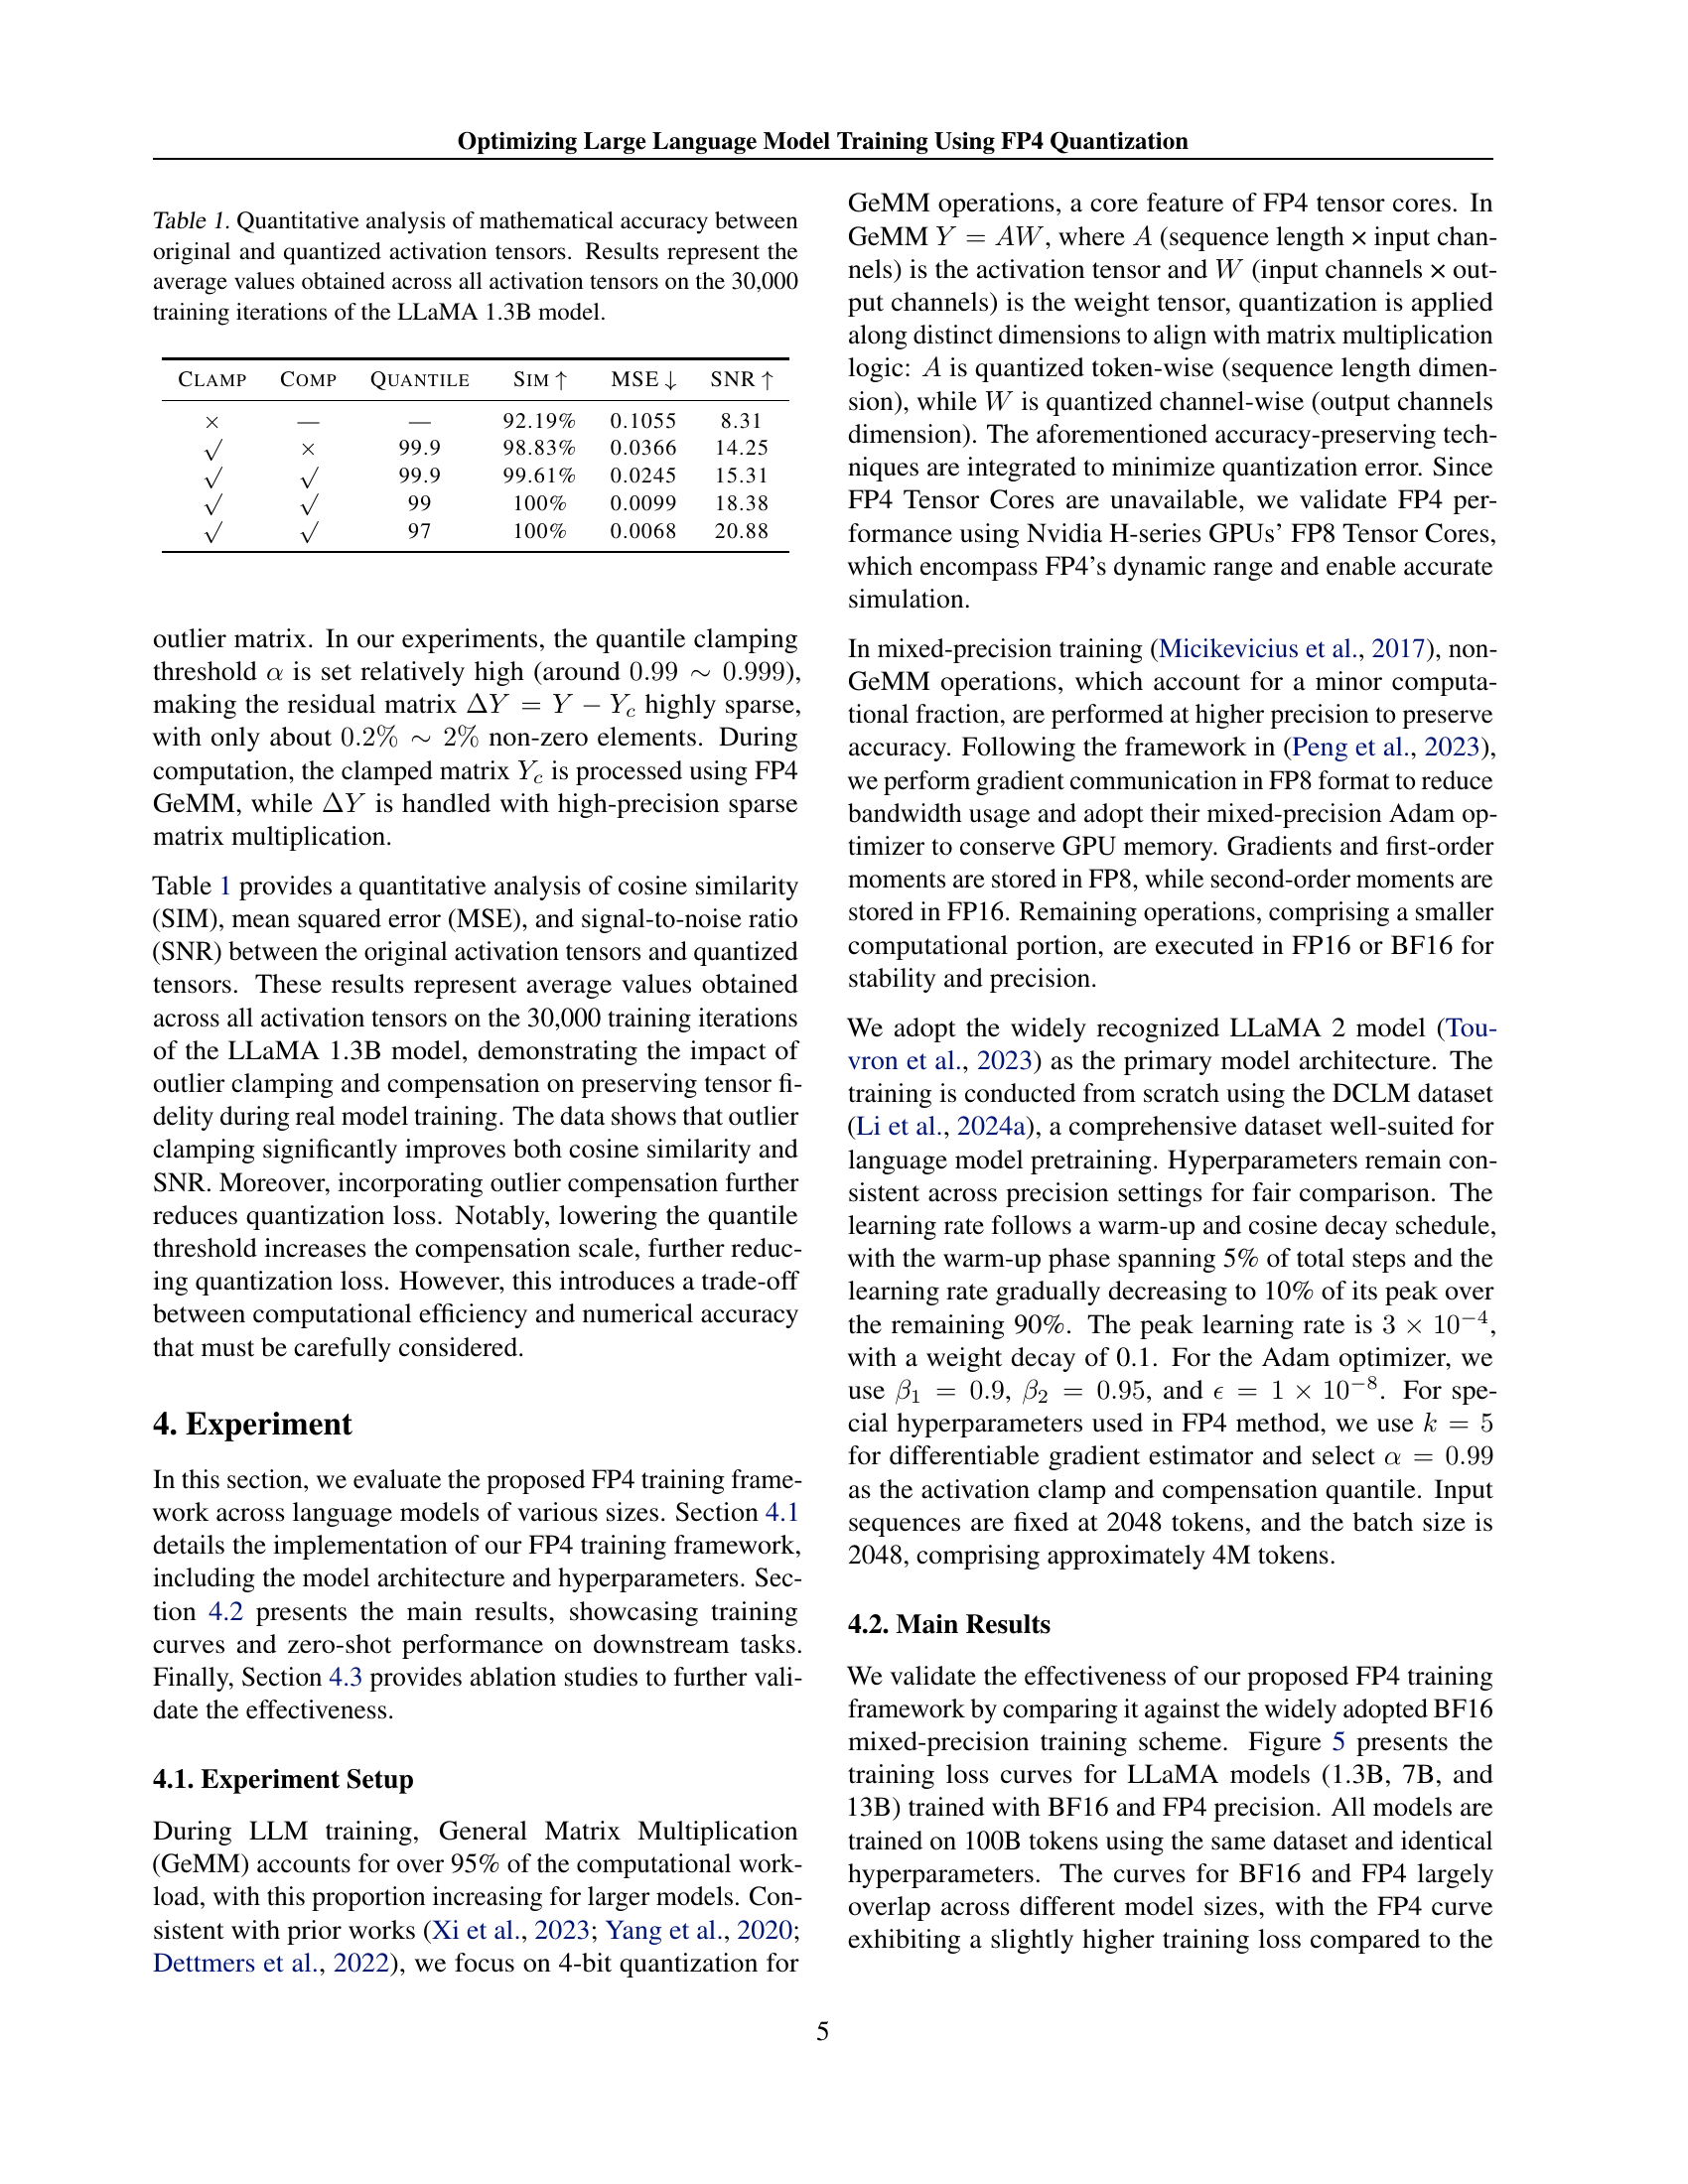 Optimizing Large Language Model Training Using FP4 Quantization
Table 1. Quantitative analysis of mathematical accuracy between
original and quantized activation tensors. Results represent the
average values obtained across all activation tensors on the 30,000
training iterations of the LLaMA 1.3B model.
CLAMP COMP QUANTILE SIM ↑ MSE ↓ SNR ↑
× — — 92.19% 0.1055 8.31
√ × 99.9 98.83% 0.0366 14.25
√ √ 99.9 99.61% 0.0245 15.31
√ √ 99 100% 0.0099 18.38
√ √ 97 100% 0.0068 20.88
outlier matrix. In our experiments, the quantile clamping
threshold α is set relatively high (around 0.99 ∼ 0.999),
making the residual matrix ΔY = Y − Yc highly sparse,
with only about 0.2% ∼ 2% non-zero elements. During
computation, the clamped matrix Yc is processed using FP4
GeMM, while ΔY is handled with high-precision sparse
matrix multiplication.
Table 1 provides a quantitative analysis of cosine similarity
(SIM), mean squared error (MSE), and signal-to-noise ratio
(SNR) between the original activation tensors and quantized
tensors. These results represent average values obtained
across all activation tensors on the 30,000 training iterations
of the LLaMA 1.3B model, demonstrating the impact of
outlier clamping and compensation on preserving tensor fi-
delity during real model training. The data shows that outlier
clamping significantly improves both cosine similarity and
SNR. Moreover, incorporating outlier compensation further
reduces quantization loss. Notably, lowering the quantile
threshold increases the compensation scale, further reduc-
ing quantization loss. However, this introduces a trade-off
between computational efficiency and numerical accuracy
that must be carefully considered.
4. Experiment
In this section, we evaluate the proposed FP4 training frame-
work across language models of various sizes. Section 4.1
details the implementation of our FP4 training framework,
including the model architecture and hyperparameters. Sec-
tion 4.2 presents the main results, showcasing training
curves and zero-shot performance on downstream tasks.
Finally, Section 4.3 provides ablation studies to further vali-
date the effectiveness.
4.1. Experiment Setup
During LLM training, General Matrix Multiplication
(GeMM) accounts for over 95% of the computational work-
load, with this proportion increasing for larger models. Con-
sistent with prior works (Xi et al., 2023; Yang et al., 2020;
Dettmers et al., 2022), we focus on 4-bit quantization for
GeMM operations, a core feature of FP4 tensor cores. In
GeMM Y = AW, where A (sequence length × input chan-
nels) is the activation tensor and W (input channels × out-
put channels) is the weight tensor, quantization is applied
along distinct dimensions to align with matrix multiplication
logic: A is quantized token-wise (sequence length dimen-
sion), while W is quantized channel-wise (output channels
dimension). The aforementioned accuracy-preserving tech-
niques are integrated to minimize quantization error. Since
FP4 Tensor Cores are unavailable, we validate FP4 per-
formance using Nvidia H-series GPUs’ FP8 Tensor Cores,
which encompass FP4’s dynamic range and enable accurate
simulation.
In mixed-precision training (Micikevicius et al., 2017), non-
GeMM operations, which account for a minor computa-
tional fraction, are performed at higher precision to preserve
accuracy. Following the framework in (Peng et al., 2023),
we perform gradient communication in FP8 format to reduce
bandwidth usage and adopt their mixed-precision Adam op-
timizer to conserve GPU memory. Gradients and first-order
moments are stored in FP8, while second-order moments are
stored in FP16. Remaining operations, comprising a smaller
computational portion, are executed in FP16 or BF16 for
stability and precision.
We adopt the widely recognized LLaMA 2 model (Tou-
vron et al., 2023) as the primary model architecture. The
training is conducted from scratch using the DCLM dataset
(Li et al., 2024a), a comprehensive dataset well-suited for
language model pretraining. Hyperparameters remain con-
sistent across precision settings for fair comparison. The
learning rate follows a warm-up and cosine decay schedule,
with the warm-up phase spanning 5% of total steps and the
learning rate gradually decreasing to 10% of its peak over
the remaining 90%. The peak learning rate is 3 × 10⁻⁴,
with a weight decay of 0.1. For the Adam optimizer, we
use β₁ = 0.9, β₂ = 0.95, and ϵ = 1 × 10⁻⁸. For spe-
cial hyperparameters used in FP4 method, we use k = 5
for differentiable gradient estimator and select α = 0.99
as the activation clamp and compensation quantile. Input
sequences are fixed at 2048 tokens, and the batch size is
2048, comprising approximately 4M tokens.
4.2. Main Results
We validate the effectiveness of our proposed FP4 training
framework by comparing it against the widely adopted BF16
mixed-precision training scheme. Figure 5 presents the
training loss curves for LLaMA models (1.3B, 7B, and
13B) trained with BF16 and FP4 precision. All models are
trained on 100B tokens using the same dataset and identical
hyperparameters. The curves for BF16 and FP4 largely
overlap across different model sizes, with the FP4 curve
exhibiting a slightly higher training loss compared to the
5